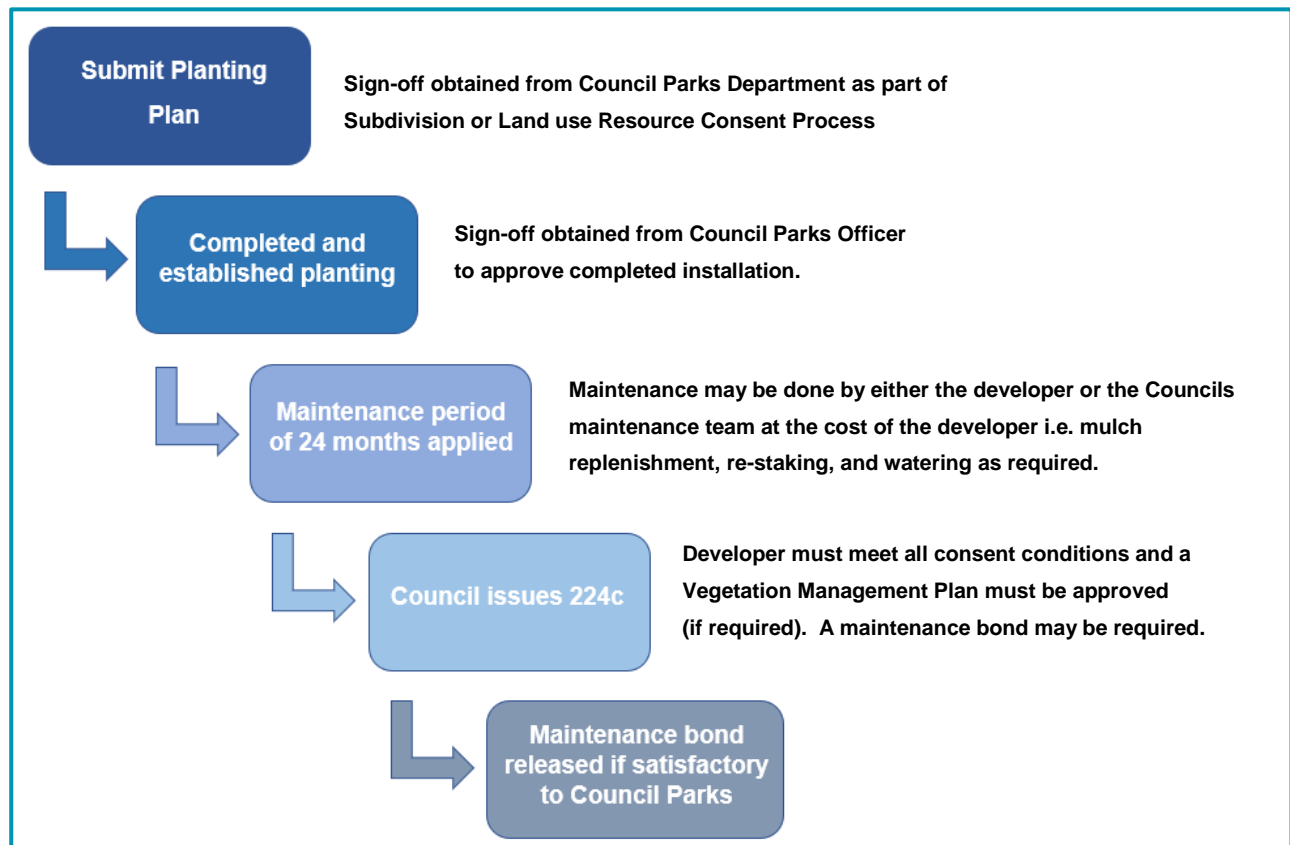 Submit Planting
Plan
Sign-off obtained from Council Parks Department as part of
Subdivision or Land use Resource Consent Process
Completed and
established planting
Sign-off obtained from Council Parks Officer
to approve completed installation.
Maintenance period
of 24 months applied
Maintenance may be done by either the developer or the Councils
maintenance team at the cost of the developer i.e. mulch
replenishment, re-staking, and watering as required.
Council issues 224c
Developer must meet all consent conditions and a
Vegetation Management Plan must be approved
(if required).  A maintenance bond may be required.
Maintenance bond
released if satisfactory
to Council Parks